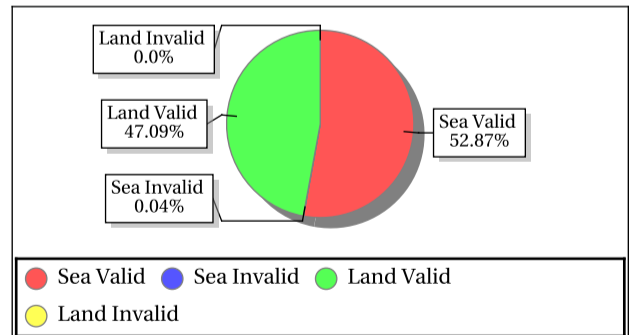 Land Invalid
0.0%
Land Valid
47.09%
Sea Valid
52.87%
Sea Invalid
0.04%
Sea Valid Sea Invalid Land Valid
Land Invalid